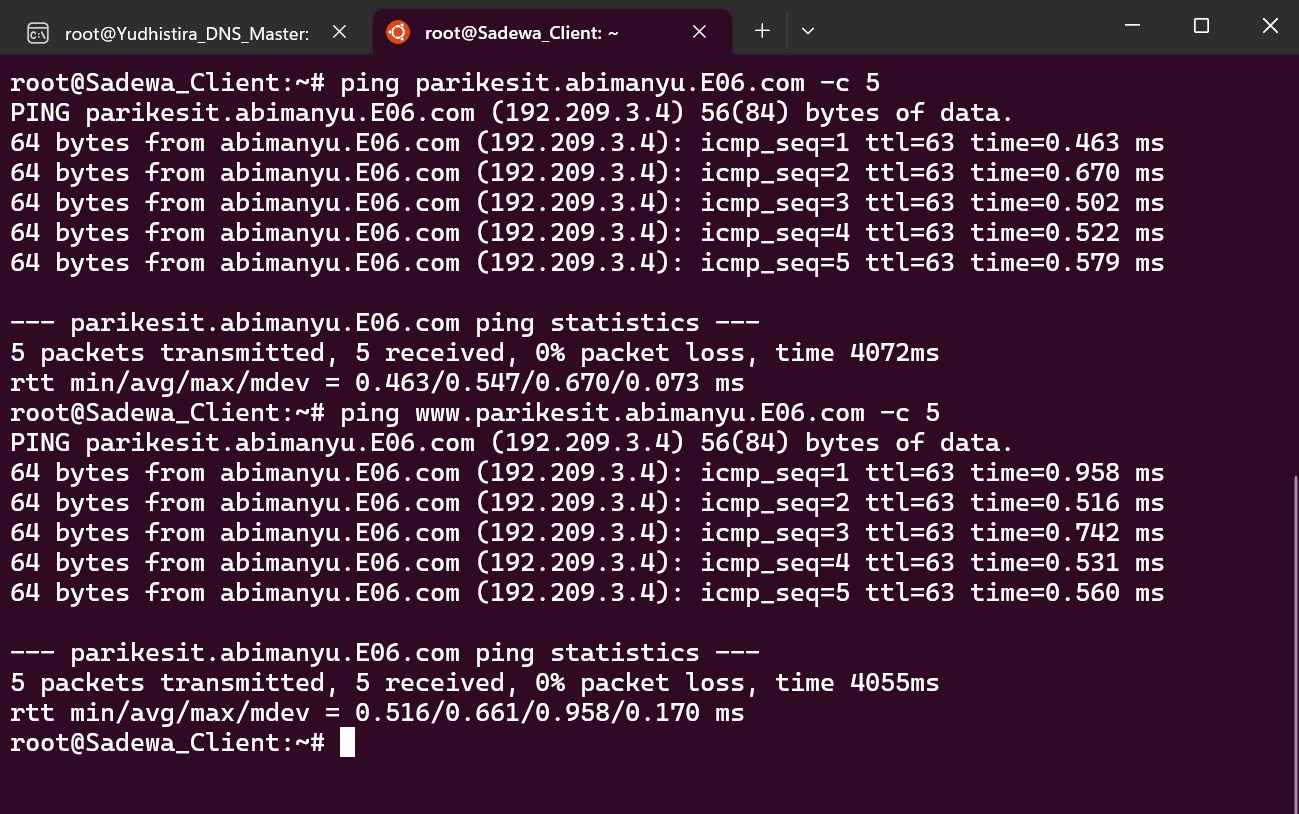 root@Yudhistira_DNS_Master:
root@Sadewa_Client: ~
root@Sadewa_Client:~# ping parikesit.abimanyu.E06.com -c 5
PING parikesit.abimanyu.E06.com (192.209.3.4) 56(84) bytes of data.
64 bytes from abimanyu.E06.com (192.209.3.4): icmp_seq=1 ttl=63 time=0.463 ms
64 bytes from abimanyu.E06.com (192.209.3.4): icmp_seq=2 ttl=63 time=0.670 ms
64 bytes from abimanyu.E06.com (192.209.3.4): icmp_seq=3 ttl=63 time=0.502 ms
64 bytes from abimanyu.E06.com (192.209.3.4): icmp_seq=4 ttl=63 time=0.522 ms
64 bytes from abimanyu.E06.com (192.209.3.4): icmp_seq=5 ttl=63 time=0.579 ms

--- parikesit.abimanyu.E06.com ping statistics ---
5 packets transmitted, 5 received, 0% packet loss, time 4072ms
rtt min/avg/max/mdev = 0.463/0.547/0.670/0.073 ms
root@Sadewa_Client:~# ping www.parikesit.abimanyu.E06.com -c 5
PING parikesit.abimanyu.E06.com (192.209.3.4) 56(84) bytes of data.
64 bytes from abimanyu.E06.com (192.209.3.4): icmp_seq=1 ttl=63 time=0.958 ms
64 bytes from abimanyu.E06.com (192.209.3.4): icmp_seq=2 ttl=63 time=0.516 ms
64 bytes from abimanyu.E06.com (192.209.3.4): icmp_seq=3 ttl=63 time=0.742 ms
64 bytes from abimanyu.E06.com (192.209.3.4): icmp_seq=4 ttl=63 time=0.531 ms
64 bytes from abimanyu.E06.com (192.209.3.4): icmp_seq=5 ttl=63 time=0.560 ms

--- parikesit.abimanyu.E06.com ping statistics ---
5 packets transmitted, 5 received, 0% packet loss, time 4055ms
rtt min/avg/max/mdev = 0.516/0.661/0.958/0.170 ms
root@Sadewa_Client:~#